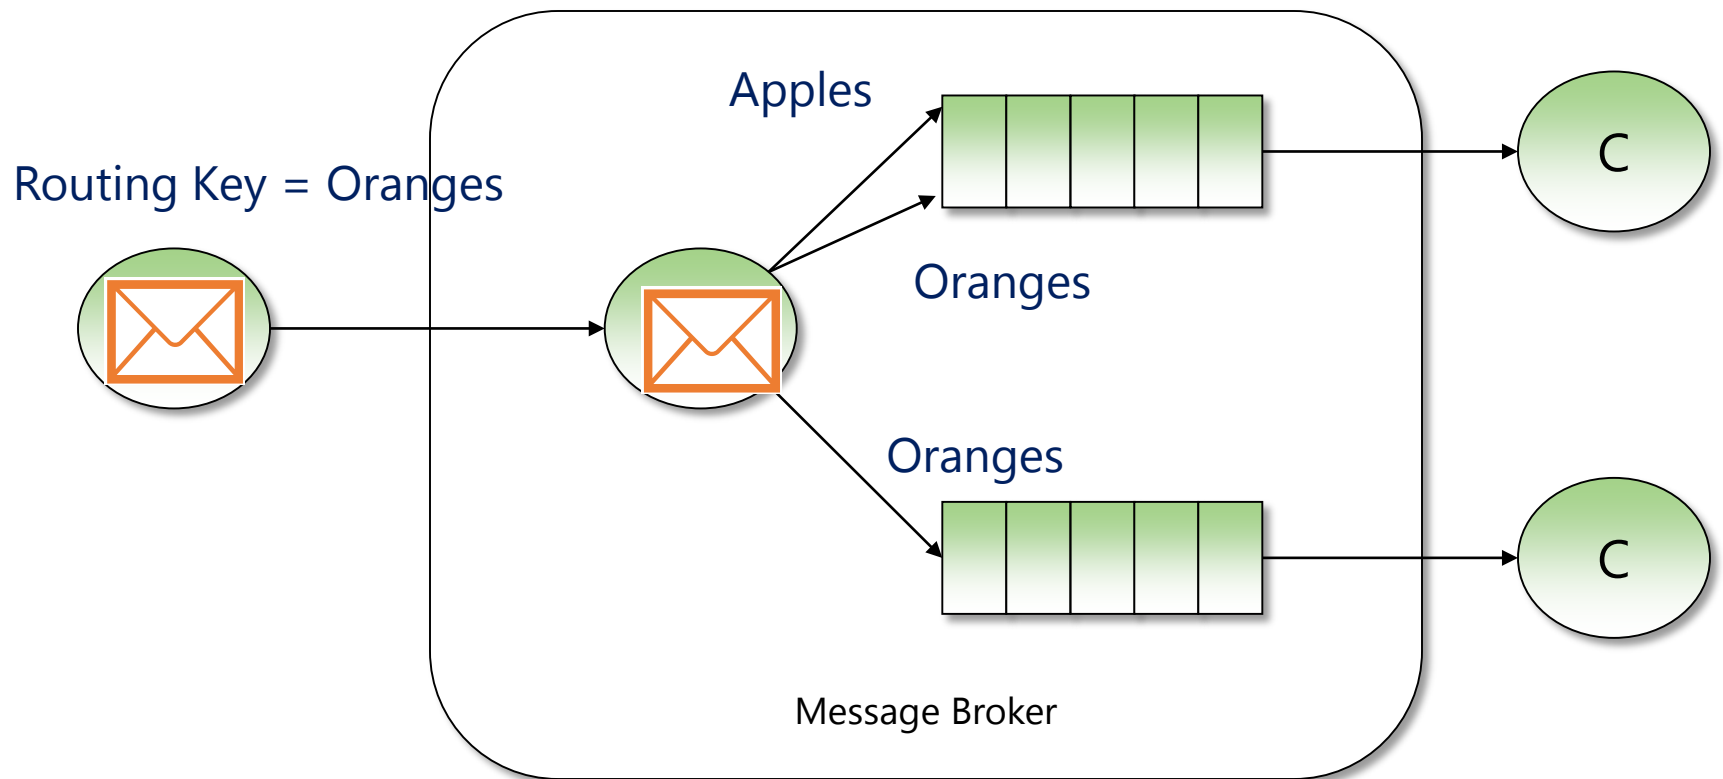 Apples
Routing Key = Oranges
C
Oranges
Oranges
C
Message Broker